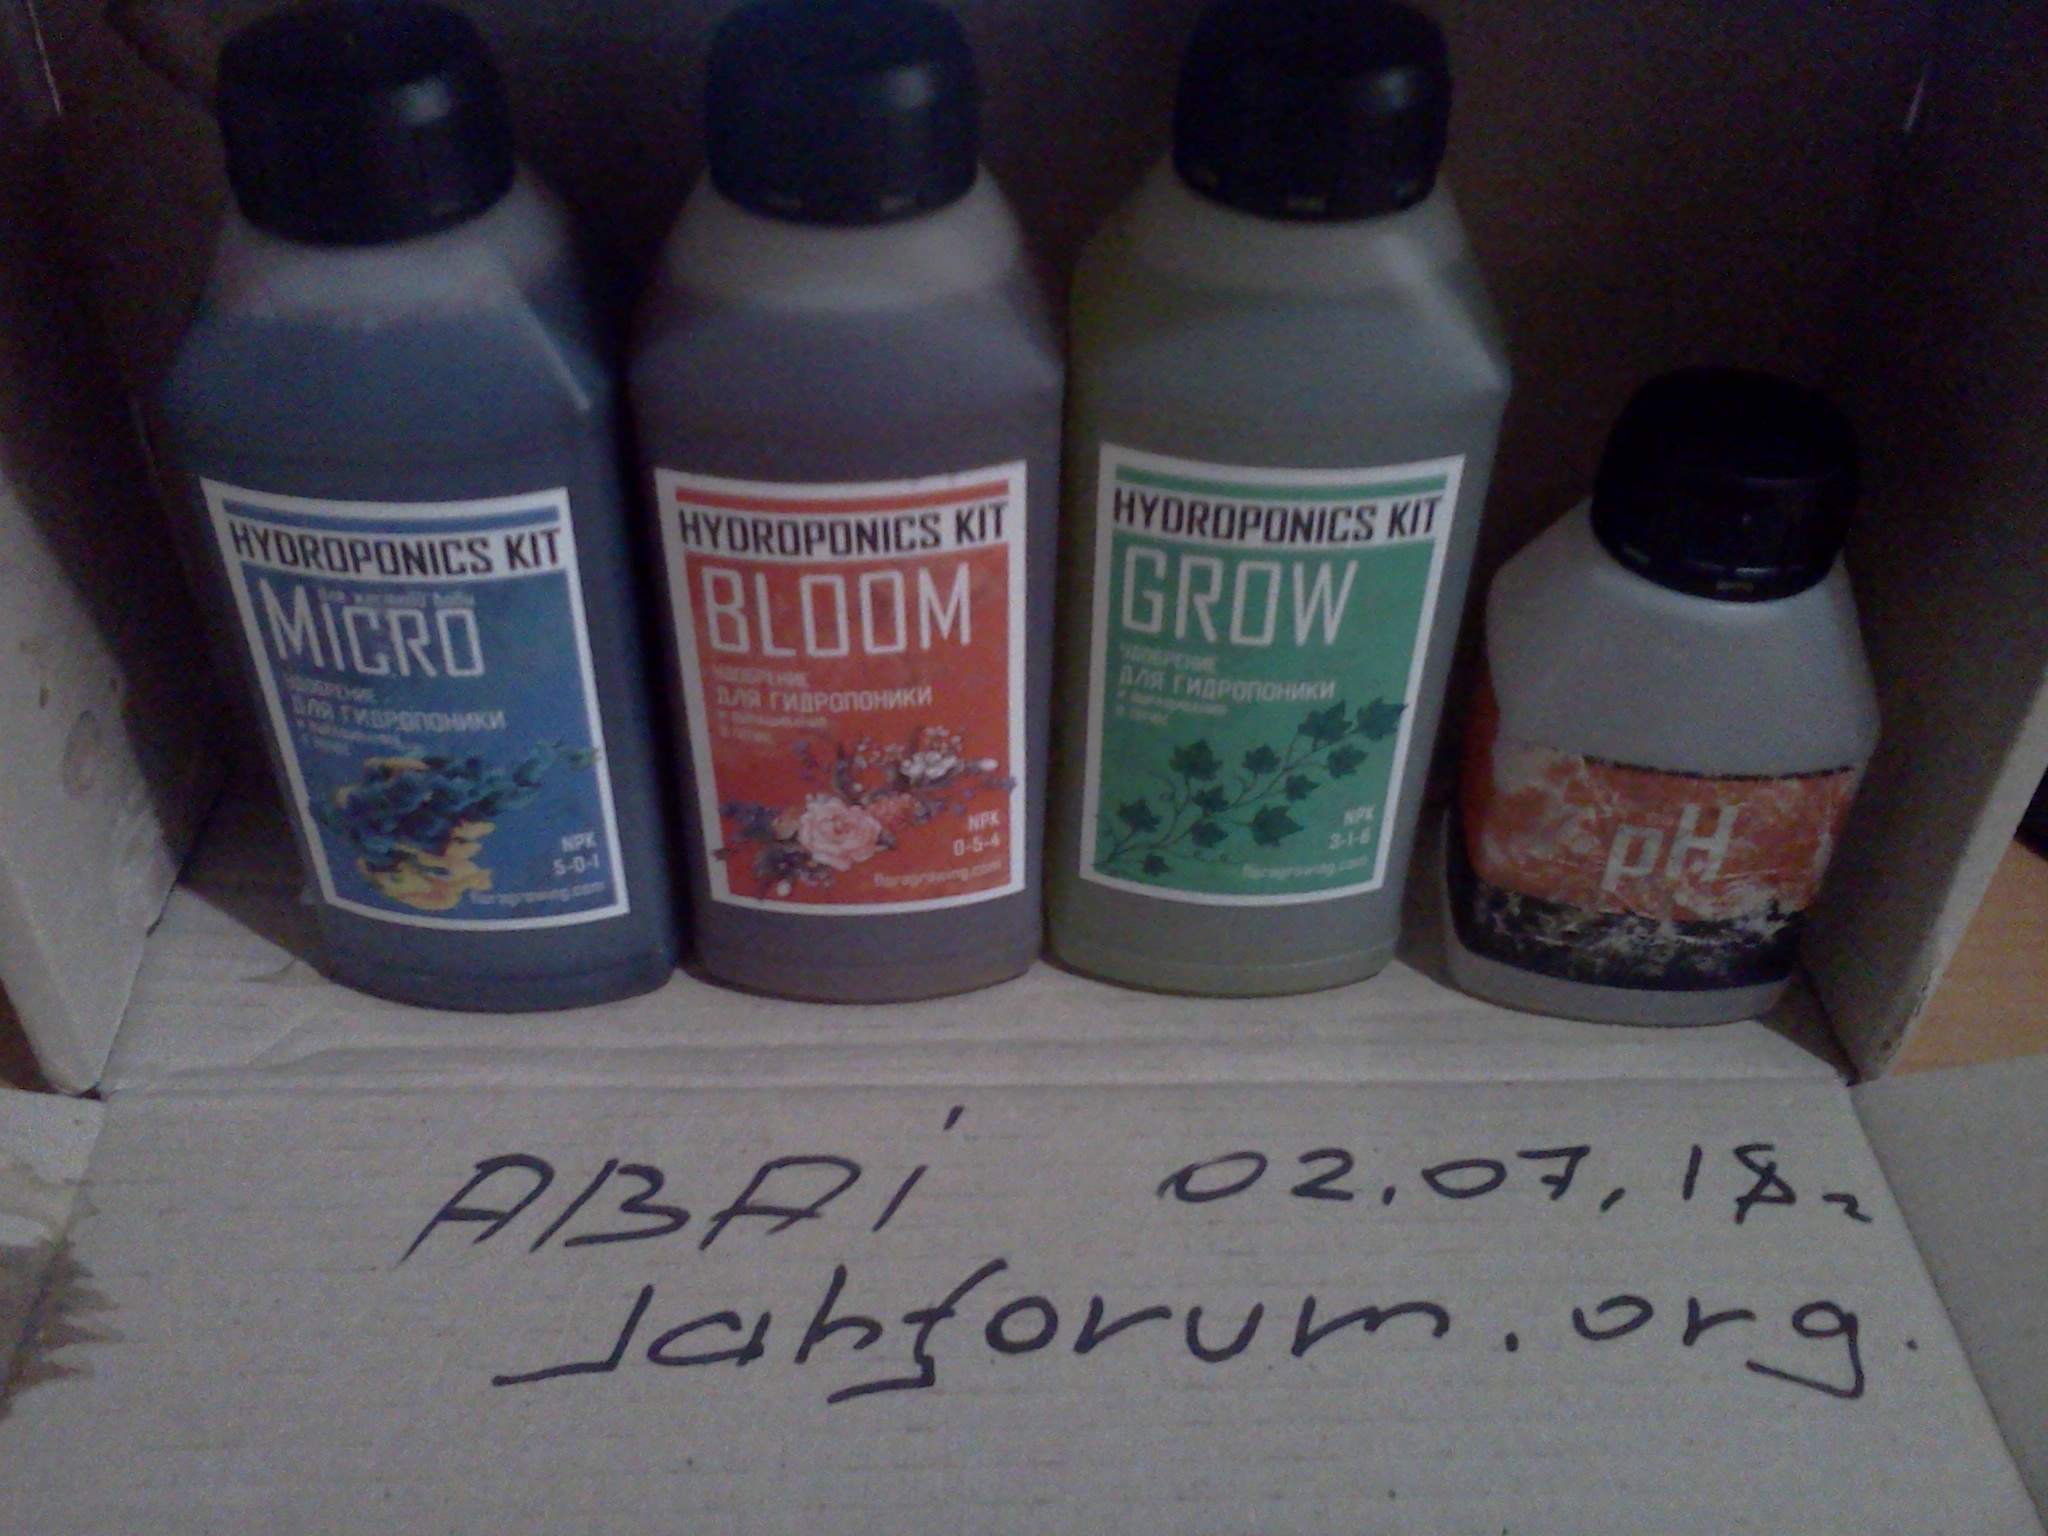 HYDROPONICS KIT
MICRO
УДОБРЕНИЕ
ДЛЯ ГИДРОПОНИКИ
NPK
5-0-1
floragrowing.com
HYDROPONICS KIT
BLOOM
УДОБРЕНИЕ
ДЛЯ ГИДРОПОНИКИ
NPK
0-5-4
floragrowing.com
HYDROPONICS KIT
GROW
УДОБРЕНИЕ
ДЛЯ ГИДРОПОНИКИ
NPK
3-1-6
floragrowing.com
pH
ABAI 02.07.18г
Jahforum.org.